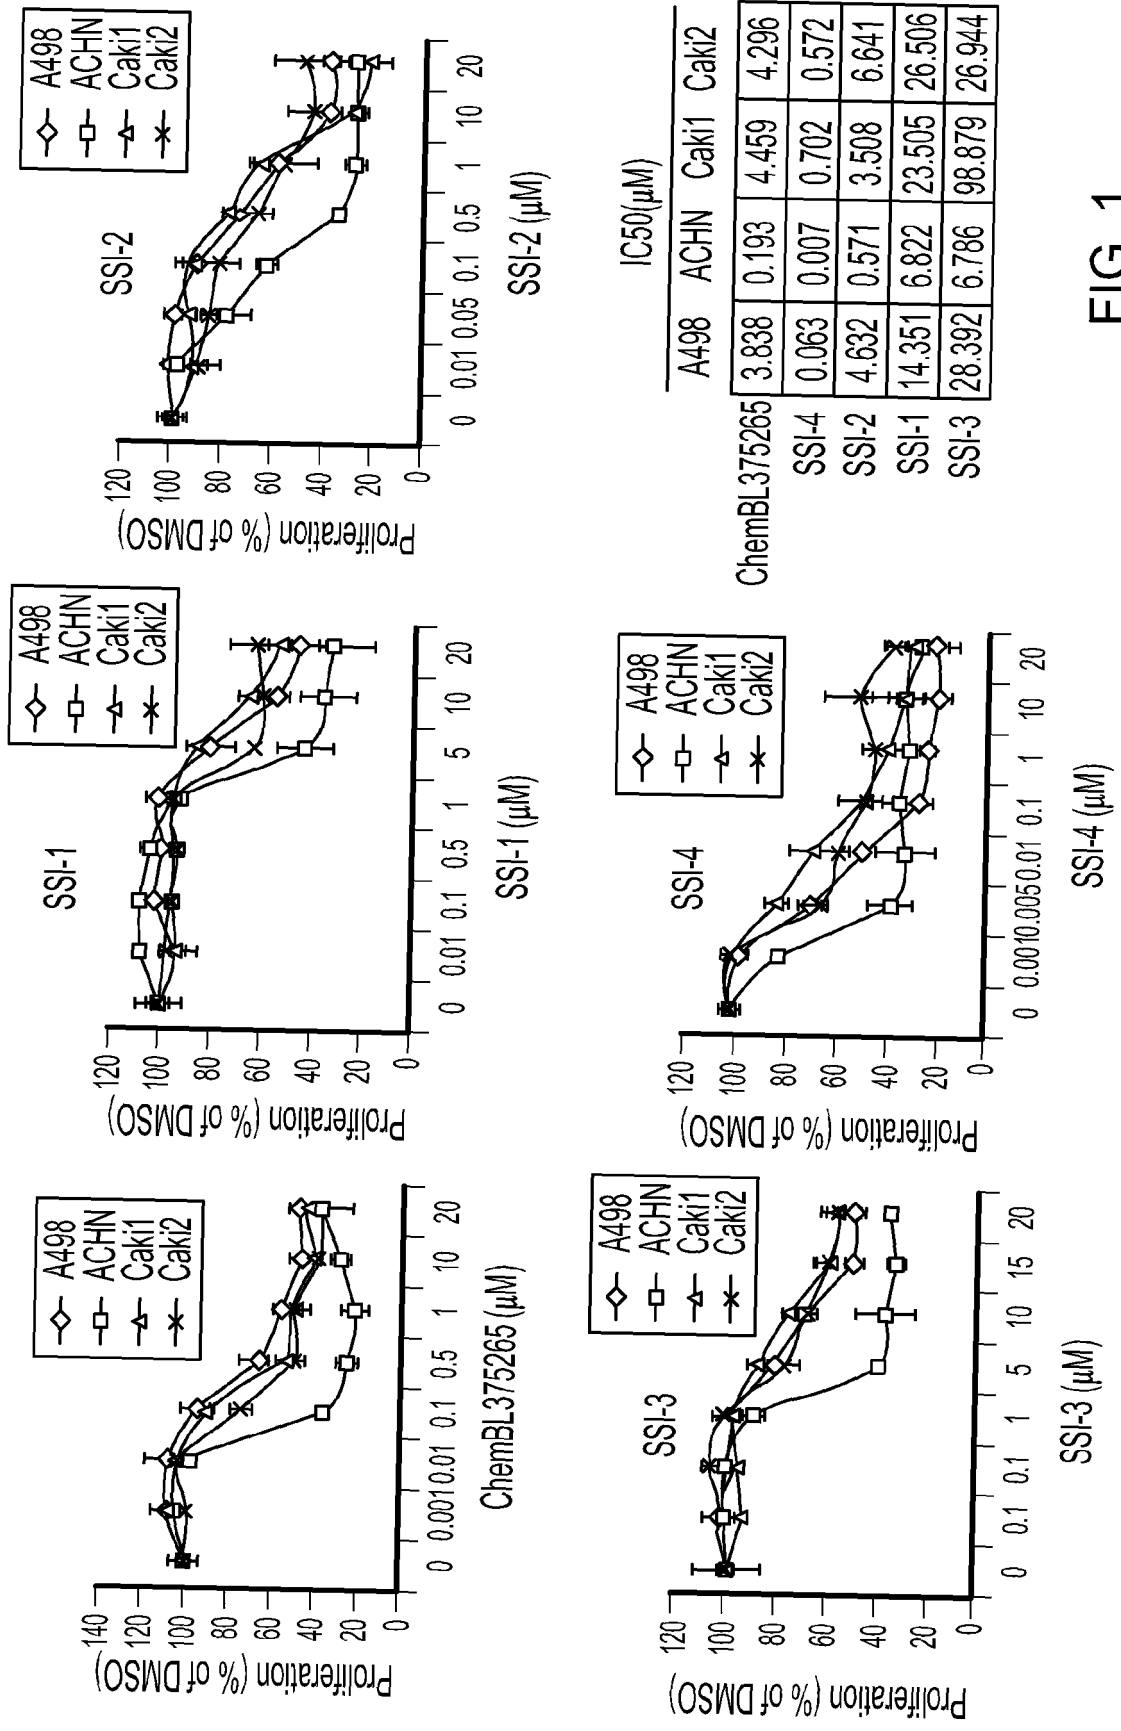 ChemBL375265 (µM)
Proliferation (% of DMSO)
140
120
100
80
60
40
20
0
0 0.001 0.01 0.1 0.5 1 10 20
A498
ACHN
Caki1
Caki2
SSI-1
Proliferation (% of DMSO)
120
100
80
60
40
20
0
0 0.01 0.1 0.5 1 5 10 20
SSI-1 (µM)
A498
ACHN
Caki1
Caki2
SSI-2
Proliferation (% of DMSO)
120
100
80
60
40
20
0
0 0.01 0.05 0.1 0.5 1 10 20
SSI-2 (µM)
A498
ACHN
Caki1
Caki2
SSI-3
Proliferation (% of DMSO)
120
100
80
60
40
20
0
0 0.1 0.1 1 5 10 15 20
SSI-3 (µM)
A498
ACHN
Caki1
Caki2
SSI-4
Proliferation (% of DMSO)
120
100
80
60
40
20
0
0 0.001 0.005 0.01 0.1 1 10 20
SSI-4 (µM)
A498
ACHN
Caki1
Caki2
IC50(µM)
A498 ACHN Caki1 Caki2
ChemBL375265 3.838 0.193 4.459 4.296
SSI-4 0.063 0.007 0.702 0.572
SSI-2 4.632 0.571 3.508 6.641
SSI-1 14.351 6.822 23.505 26.506
SSI-3 28.392 6.786 98.879 26.944
FIG. 1